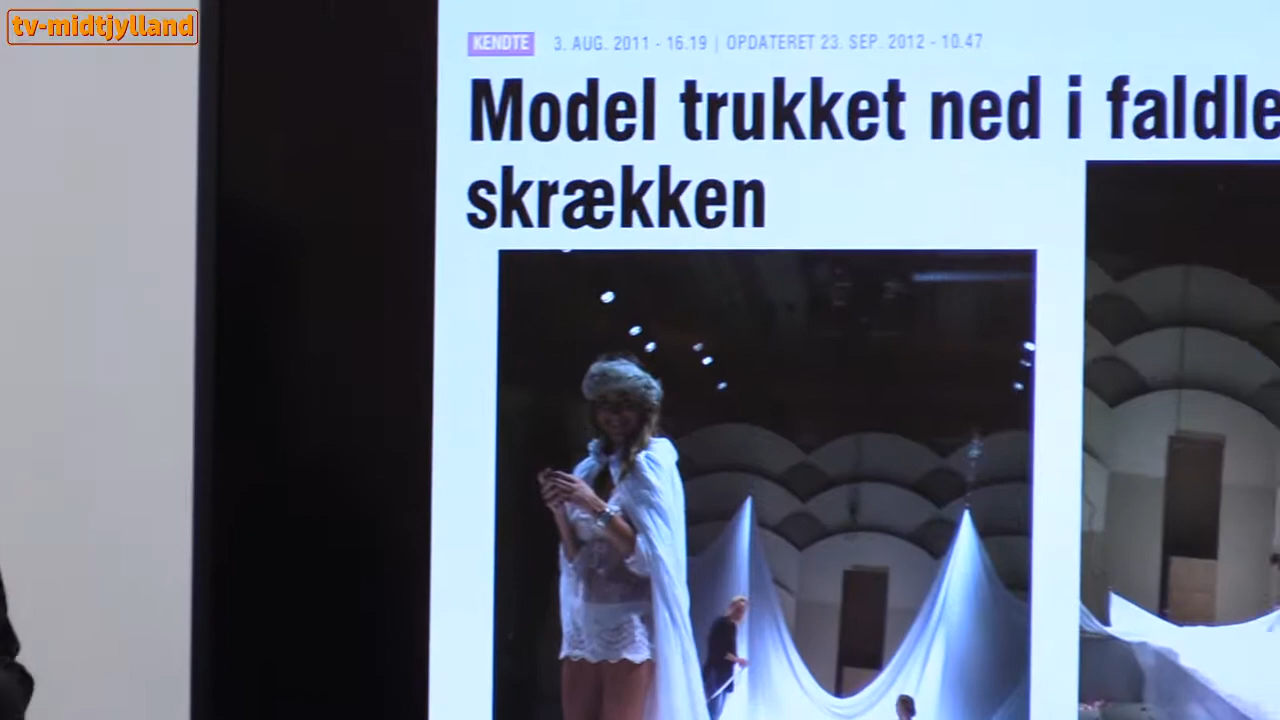 tv-midtjylland
KENDTE 3. AUG. 2011 - 16.19 | OPDATERET 23. SEP. 2012 - 10.47
Model trukket ned i faldle
skrækken